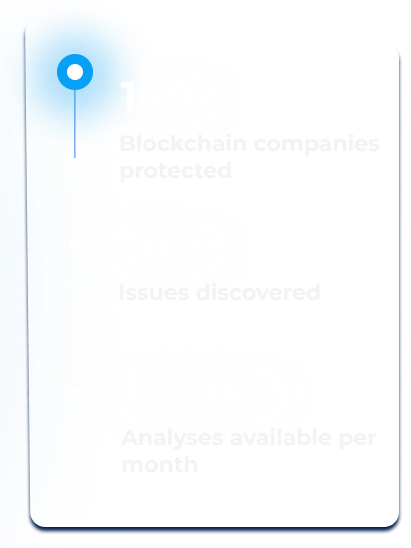 Blockchain companies
protected
Issues discovered
Analyses available per
month